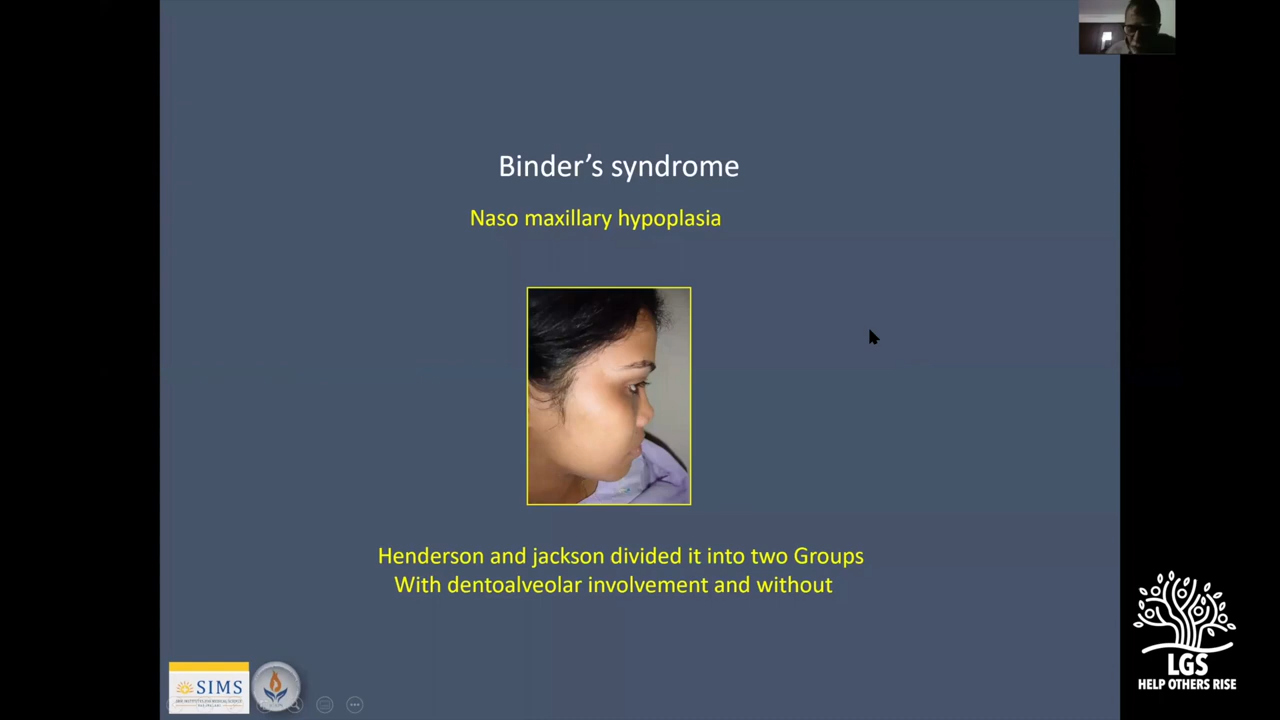 Binder’s syndrome
Naso maxillary hypoplasia
Henderson and jackson divided it into two Groups
With dentoalveolar involvement and without
SIMS
LGS
HELP OTHERS RISE